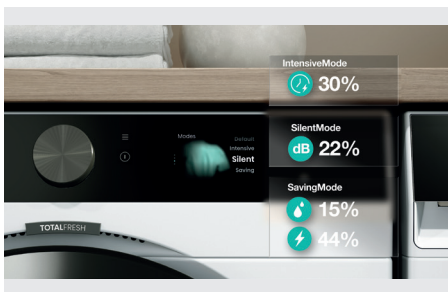 IntensiveMode
30%
SilentMode
dB 22%
SavingMode
15%
44%
Modes
Default
Intensive
Silent
Saving
TOTALFRESH